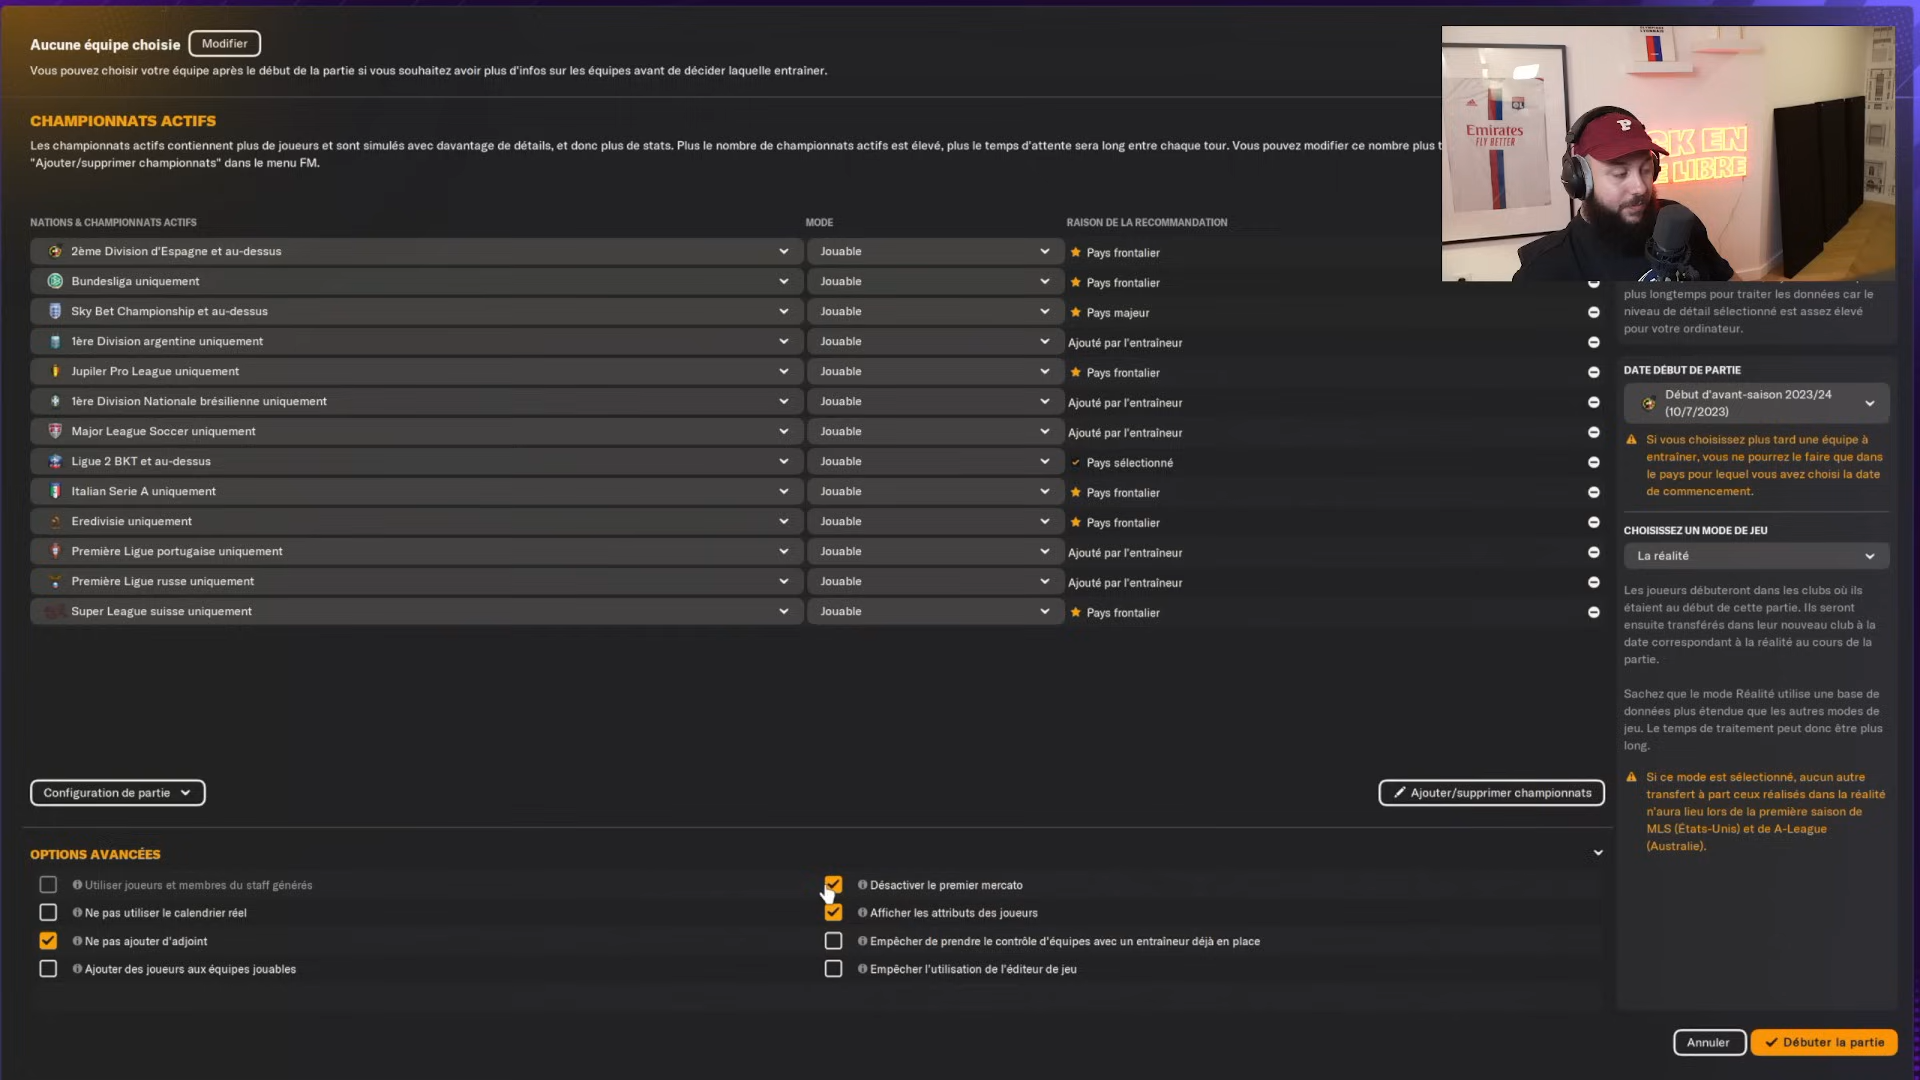 Aucune équipe choisie
Modifier
Vous pouvez choisir votre équipe après le début de la partie si vous souhaitez avoir plus d'infos sur les équipes avant de décider laquelle entraîner.
CHAMPIONNATS ACTIFS
Les championnats actifs contiennent plus de joueurs et sont simulés avec davantage de détails, et donc plus de stats. Plus le nombre de championnats actifs est élevé, plus le temps d'attente sera long entre chaque tour. Vous pouvez modifier ce nombre plus t
"Ajouter/supprimer championnats" dans le menu FM.
Emirates
FLY BETTER
OL
P
CK EN
E LIBRE
NATIONS & CHAMPIONNATS ACTIFS MODE RAISON DE LA RECOMMANDATION
2ème Division d'Espagne et au-dessus Jouable Pays frontalier
Bundesliga uniquement Jouable Pays frontalier
Sky Bet Championship et au-dessus Jouable Pays majeur
1ère Division argentine uniquement Jouable Ajouté par l'entraîneur
Jupiler Pro League uniquement Jouable Pays frontalier
1ère Division Nationale brésilienne uniquement Jouable Ajouté par l'entraîneur
Major League Soccer uniquement Jouable Ajouté par l'entraîneur
Ligue 2 BKT et au-dessus Jouable Pays sélectionné
Italian Serie A uniquement Jouable Pays frontalier
Eredivisie uniquement Jouable Pays frontalier
Première Ligue portugaise uniquement Jouable Ajouté par l'entraîneur
Première Ligue russe uniquement Jouable Ajouté par l'entraîneur
Super League suisse uniquement Jouable Pays frontalier
plus longtemps pour traiter les données car le
niveau de détail sélectionné est assez élevé
pour votre ordinateur.
DATE DÉBUT DE PARTIE
Début d'avant-saison 2023/24
(10/7/2023)
Si vous choisissez plus tard une équipe à
entraîner, vous ne pourrez le faire que dans
le pays pour lequel vous avez choisi la date
de commencement.
CHOISISSEZ UN MODE DE JEU
La réalité
Les joueurs débuteront dans les clubs où ils
étaient au début de cette partie. Ils seront
ensuite transférés dans leur nouveau club à la
date correspondant à la réalité au cours de la
partie.
Sachez que le mode Réalité utilise une base de
données plus étendue que les autres modes de
jeu. Le temps de traitement peut donc être plus
long.
Si ce mode est sélectionné, aucun autre
transfert à part ceux réalisés dans la réalité
n'aura lieu lors de la première saison de
MLS (États-Unis) et de A-League
(Australie).
Configuration de partie
Ajouter/supprimer championnats
OPTIONS AVANCÉES
Utiliser joueurs et membres du staff générés
Désactiver le premier mercato
Ne pas utiliser le calendrier réel
Afficher les attributs des joueurs
Ne pas ajouter d'adjoint
Empêcher de prendre le contrôle d'équipes avec un entraîneur déjà en place
Ajouter des joueurs aux équipes jouables
Empêcher l'utilisation de l'éditeur de jeu
Annuler
Débuter la partie